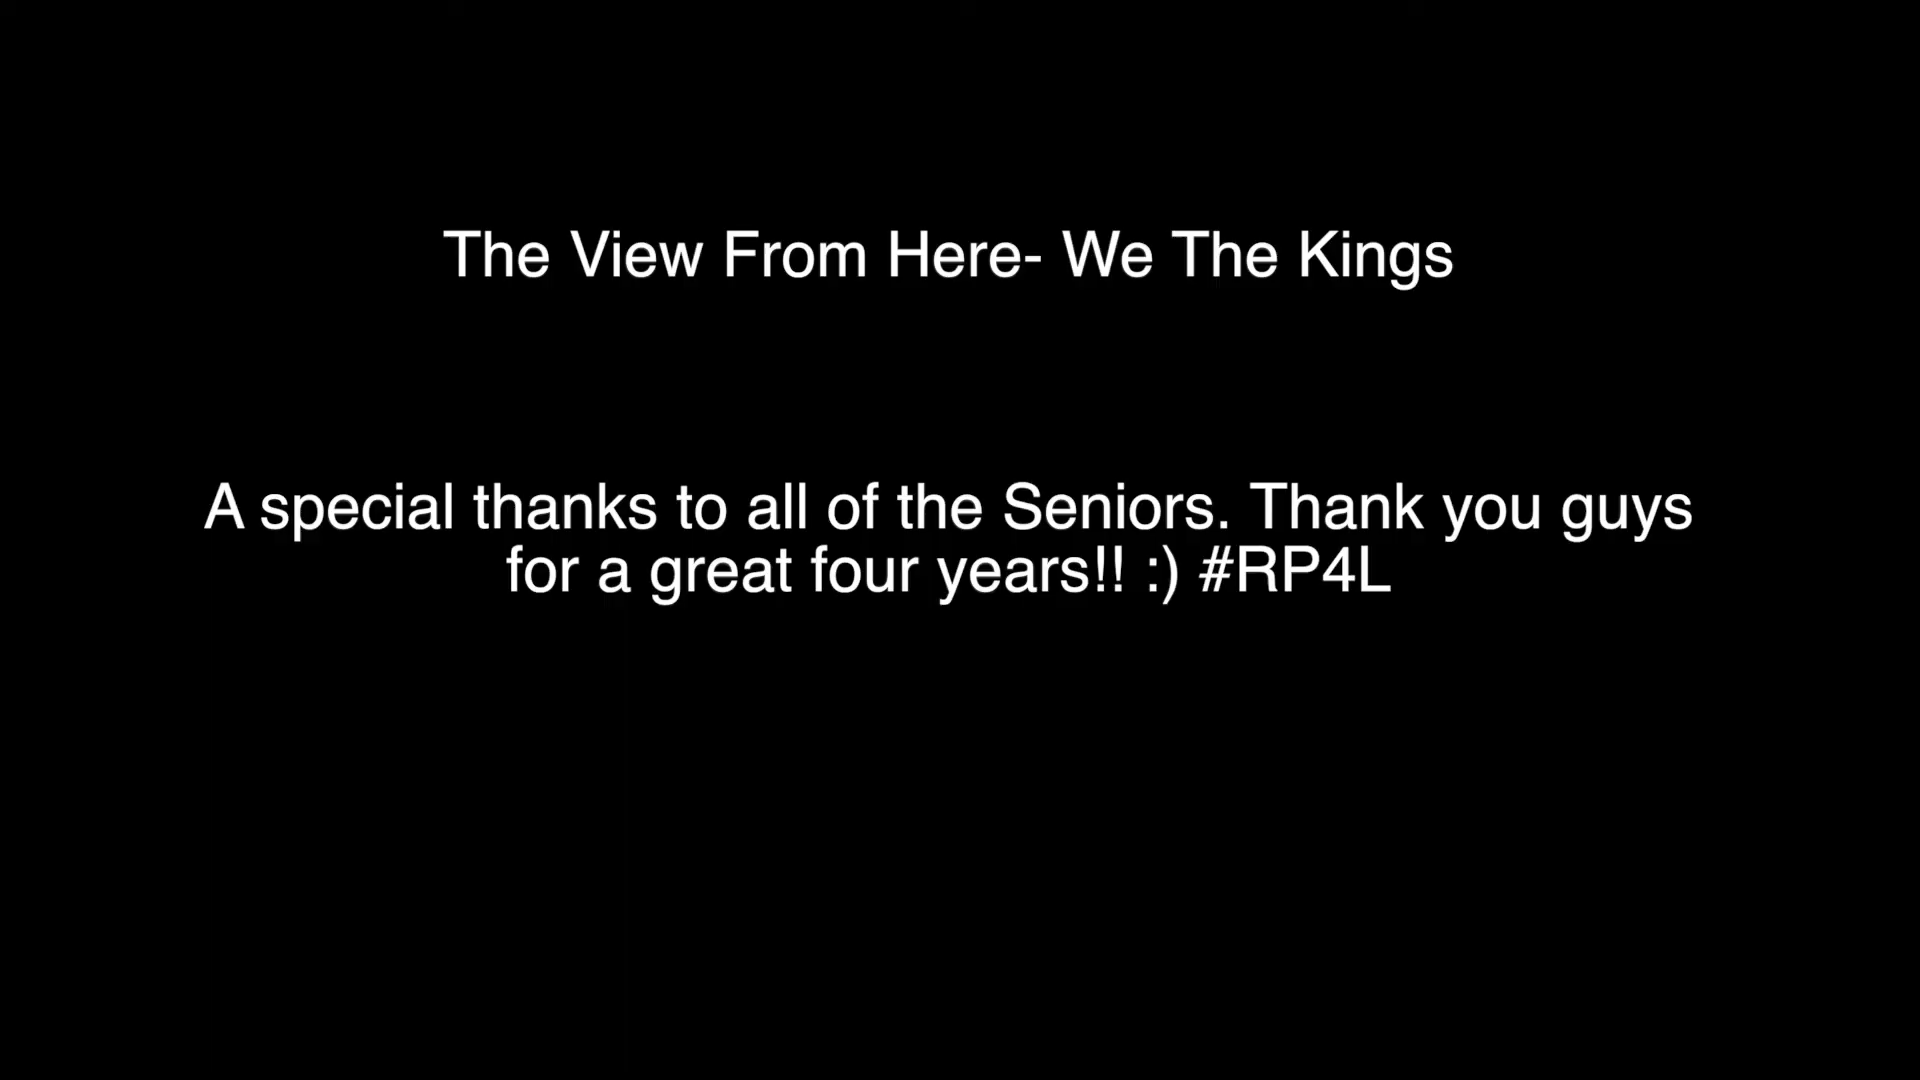 The View From Here- We The Kings
A special thanks to all of the Seniors. Thank you guys
for a great four years!! :) #RP4L